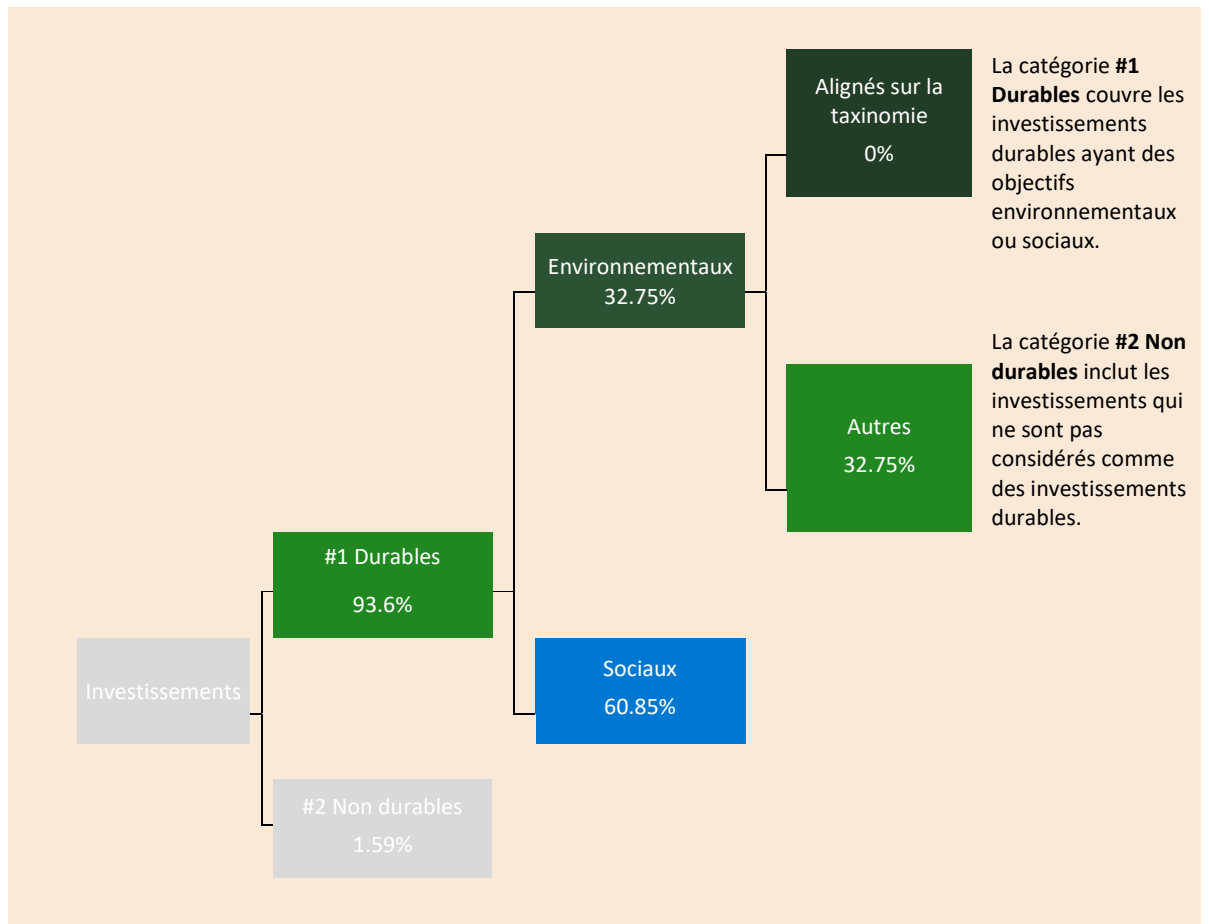 Alignés sur la
taxinomie
0%
La catégorie #1
Durables couvre les
investissements
durables ayant des
objectifs
environnementaux
ou sociaux.
Environnementaux
32.75%
La catégorie #2 Non
durables inclut les
investissements qui
ne sont pas
considérés comme
des investissements
durables.
Autres
32.75%
#1 Durables
93.6%
Sociaux
60.85%
Investissements
#2 Non durables
1.59%